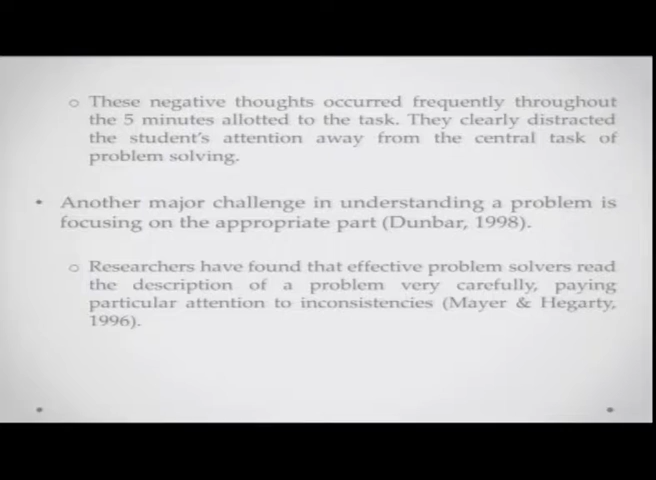 These negative thoughts occurred frequently throughout
the 5 minutes allotted to the task. They clearly distracted
the student's attention away from the central task of
problem solving.
Another major challenge in understanding a problem is
focusing on the appropriate part (Dunbar, 1998).
Researchers have found that effective problem solvers read
the description of a problem very carefully, paying
particular attention to inconsistencies (Mayer & Hegarty,
1996).